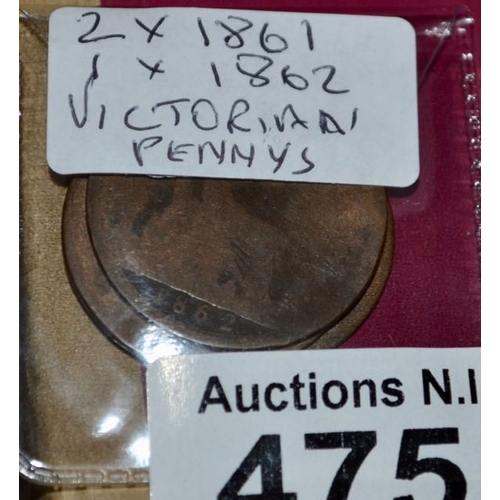 2 x 1861
1 x 1862
VICTORIAN
PENNYS
1862
Auctions N.I
475